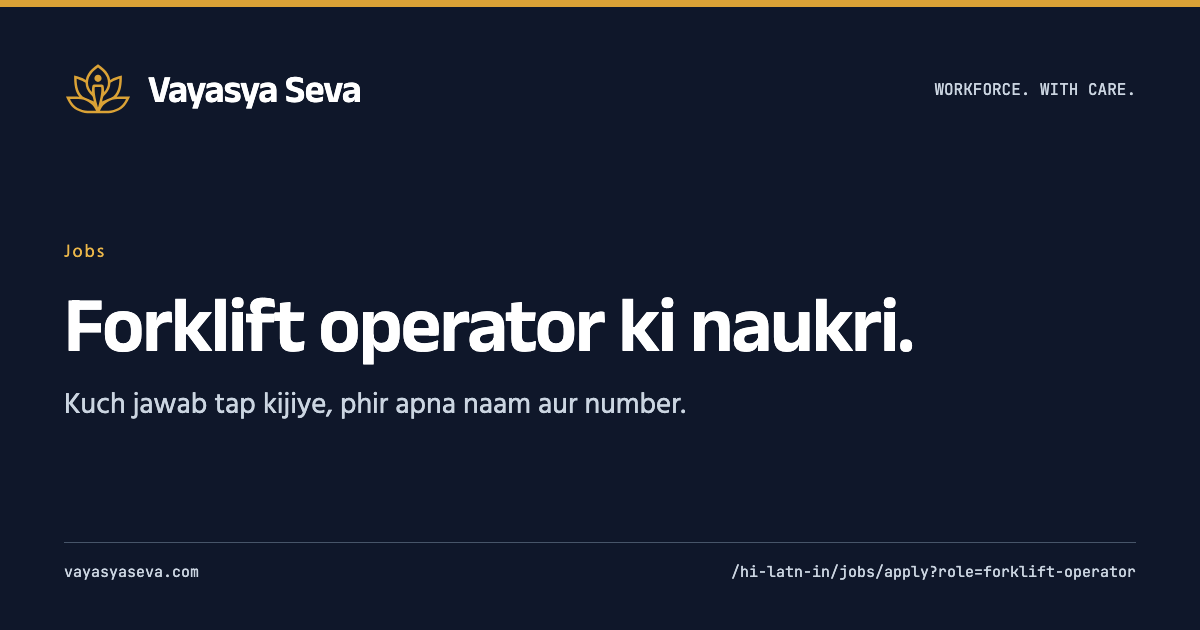 Vayasya Seva
WORKFORCE. WITH CARE.
Jobs
Forklift operator ki naukri.
Kuch jawab tap kijiye, phir apna naam aur number.
vayasyaseva.com
/hi-latn-in/jobs/apply?role=forklift-operator